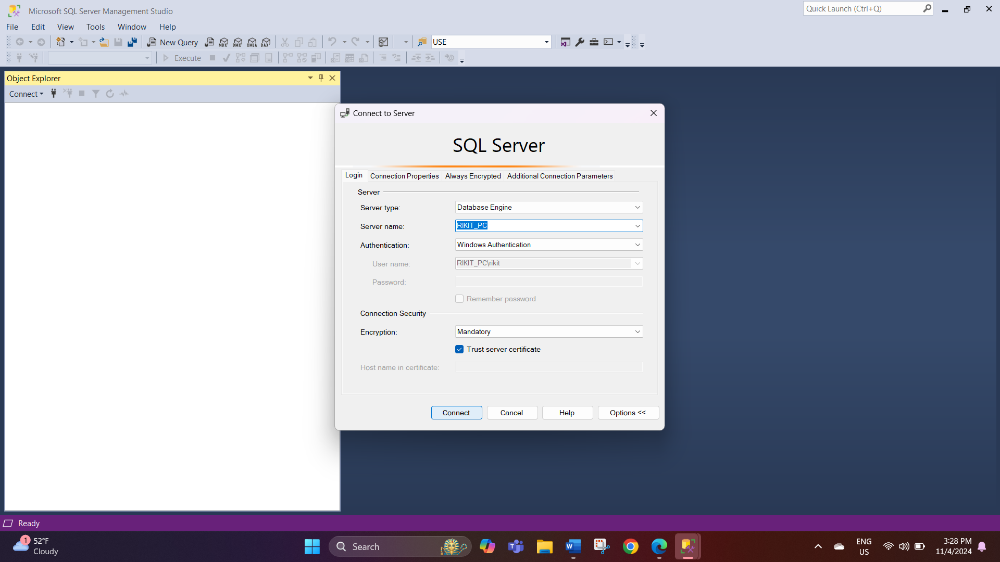 Microsoft SQL Server Management Studio
Quick Launch (Ctrl+Q)
File Edit View Tools Window Help
New Query MDX DMX XMLA DAX USE
Execute
Object Explorer
Connect
Connect to Server
SQL Server
Login Connection Properties Always Encrypted Additional Connection Parameters
Server
Server type: Database Engine
Server name: RIKIT_PC
Authentication: Windows Authentication
User name: RIKIT_PC\rikit
Password:
Remember password
Connection Security
Encryption: Mandatory
Trust server certificate
Host name in certificate:
Connect Cancel Help Options <<
Ready
1 52°F
Cloudy
Search
ENG
US
3:28 PM
11/4/2024